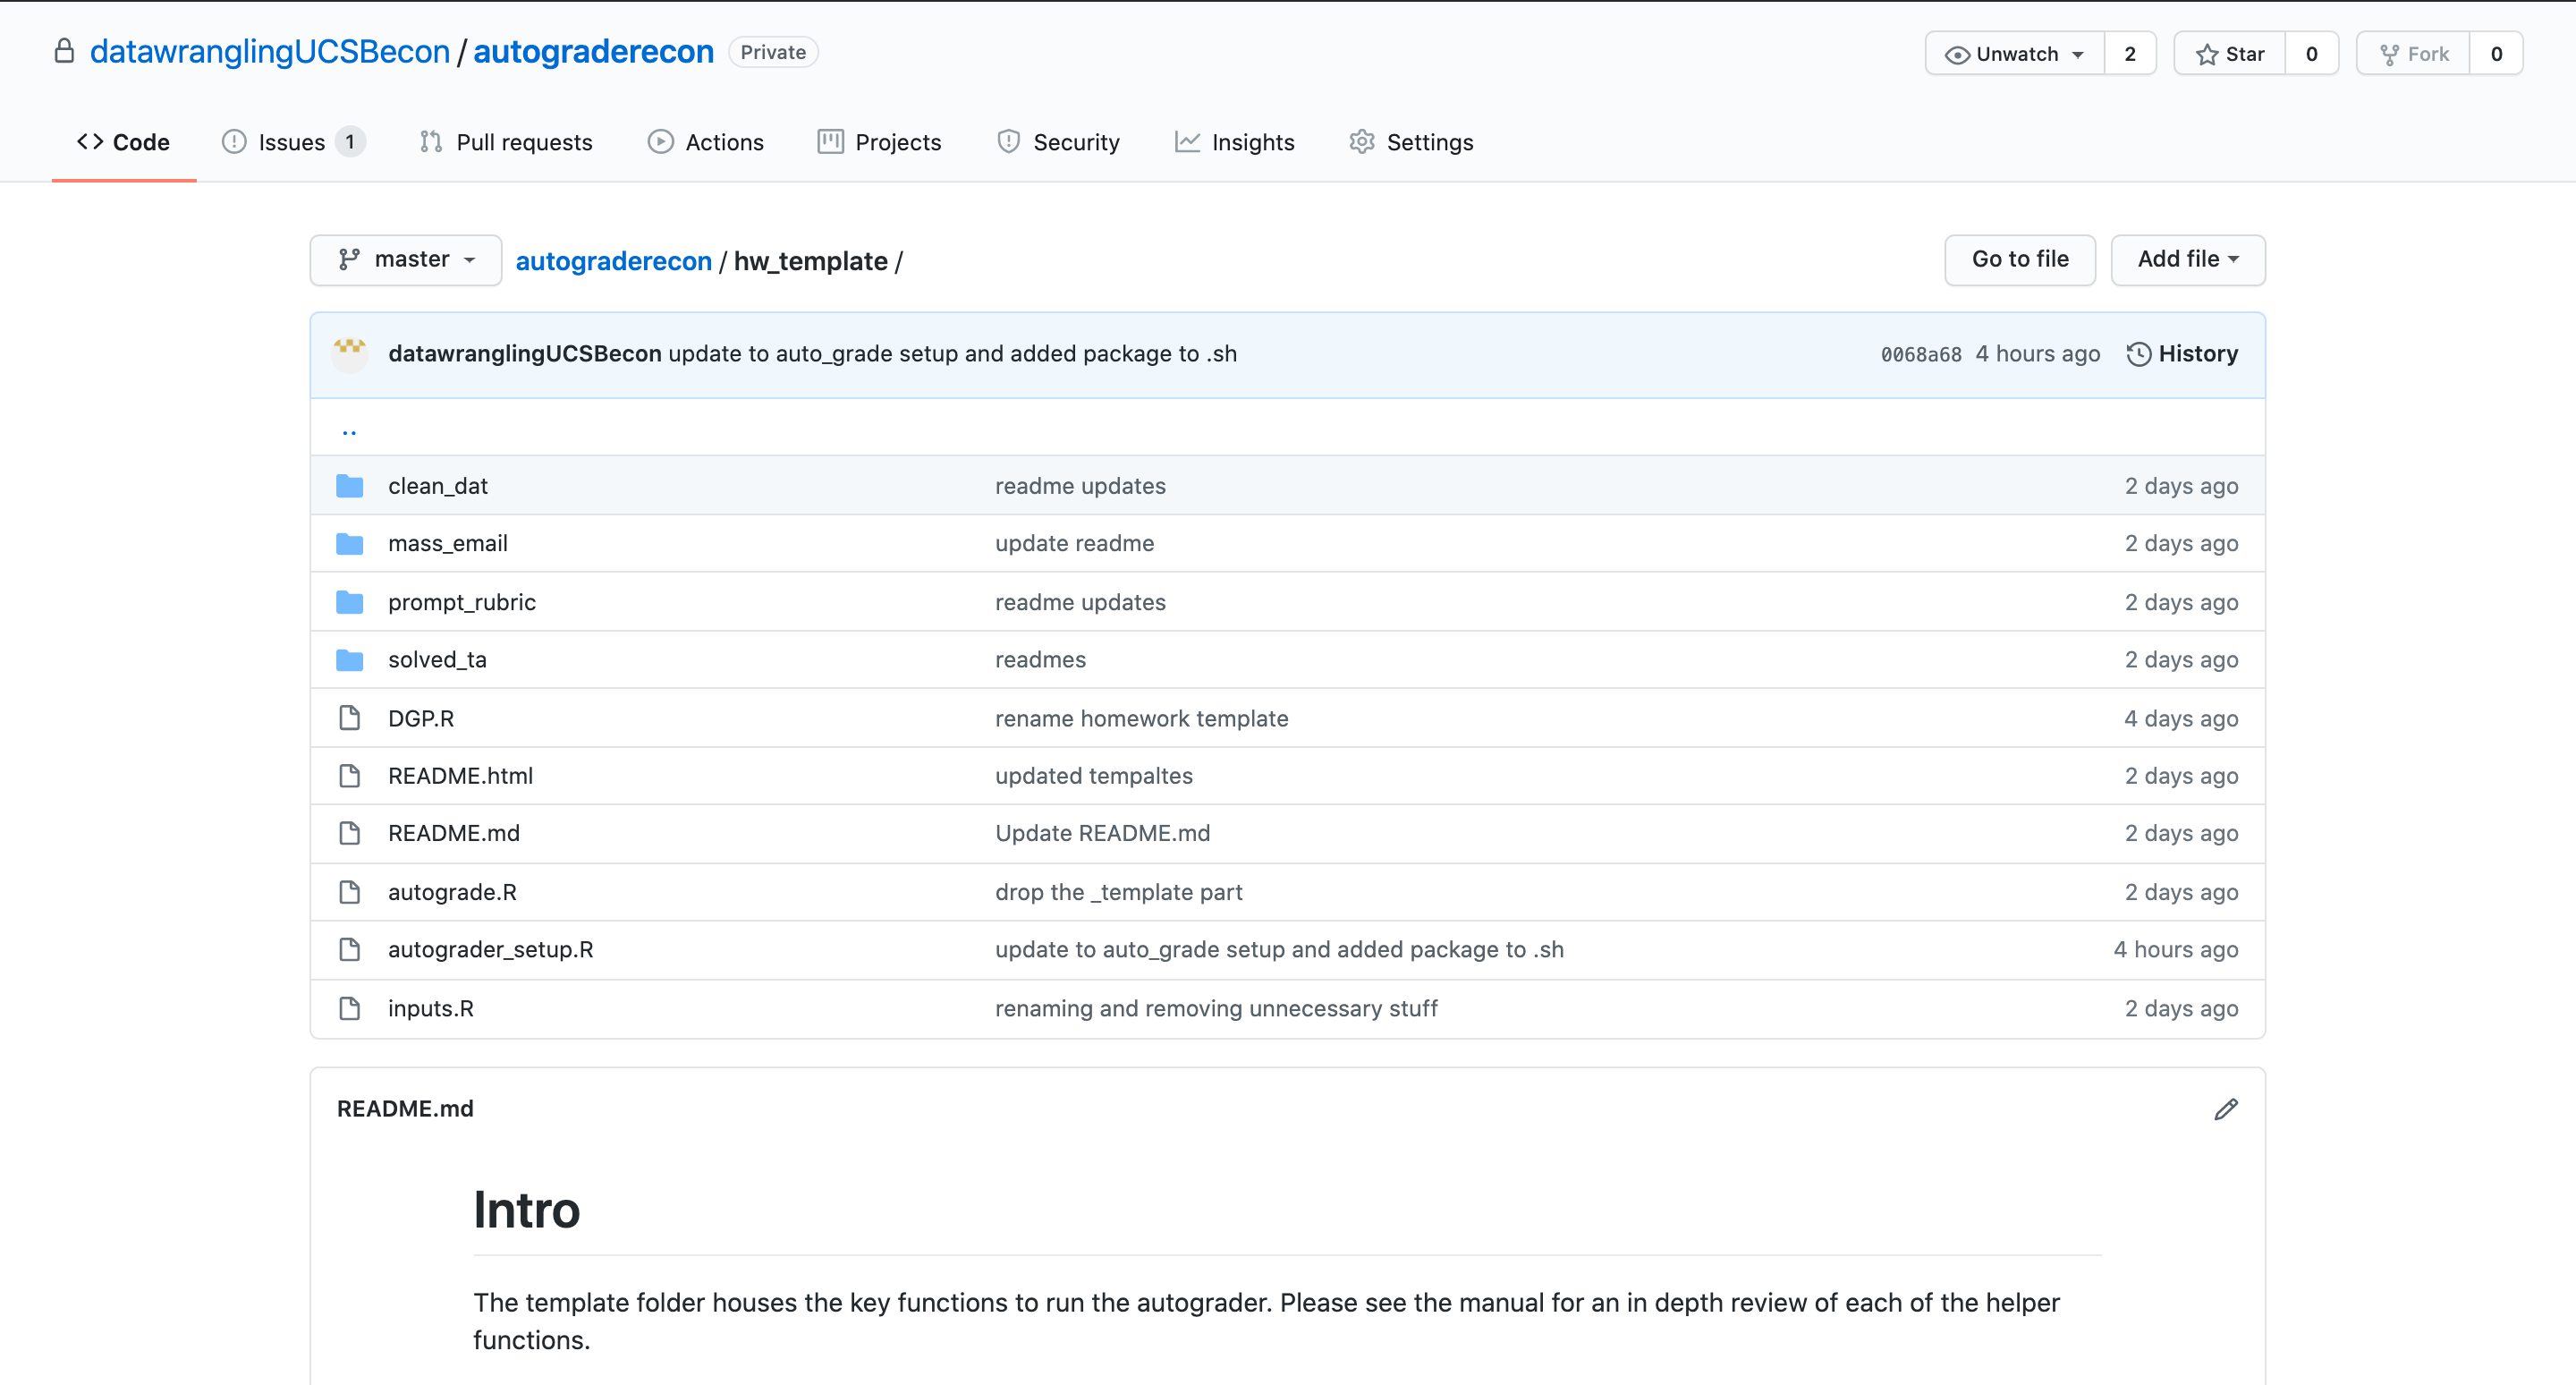 datawranglingUCSBecon / autograderecon Private Unwatch 2 Star 0 Fork 0
Code Issues 1 Pull requests Actions Projects Security Insights Settings
master autograderecon / hw_template / Go to file Add file
datawranglingUCSBecon update to auto_grade setup and added package to .sh 0068a68 4 hours ago History
..
clean_dat readme updates 2 days ago
mass_email update readme 2 days ago
prompt_rubric readme updates 2 days ago
solved_ta readmes 2 days ago
DGP.R rename homework template 4 days ago
README.html updated tempaltes 2 days ago
README.md Update README.md 2 days ago
autograde.R drop the _template part 2 days ago
autograder_setup.R update to auto_grade setup and added package to .sh 4 hours ago
inputs.R renaming and removing unnecessary stuff 2 days ago
README.md
Intro
The template folder houses the key functions to run the autograder. Please see the manual for an in depth review of each of the helper
functions.